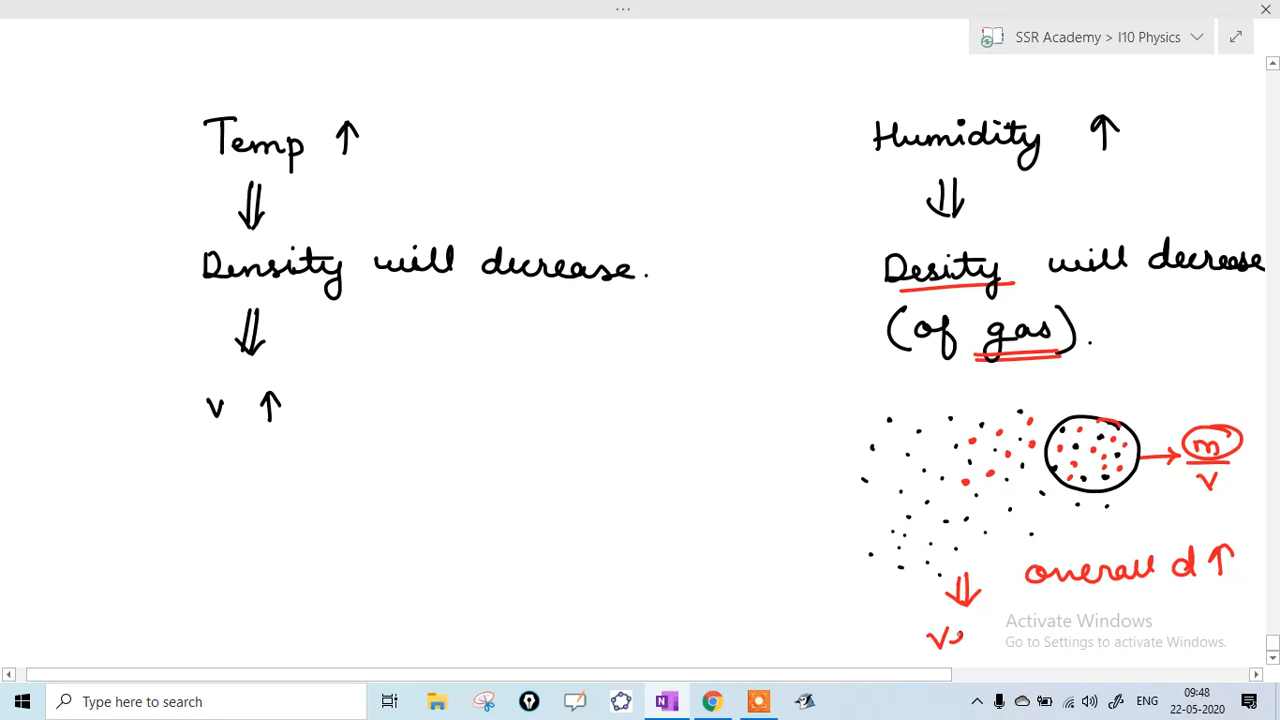 SSR Academy > I10 Physics
Temp ↑
⇓
Density will decrease.
⇓
v ↑
Humidity ↑
⇓
Desity will decrease
(of gas).
m
v
overall d ↑
⇓
Activate Windows
Go to Settings to activate Windows.
Type here to search
ENG
09:48
22-05-2020